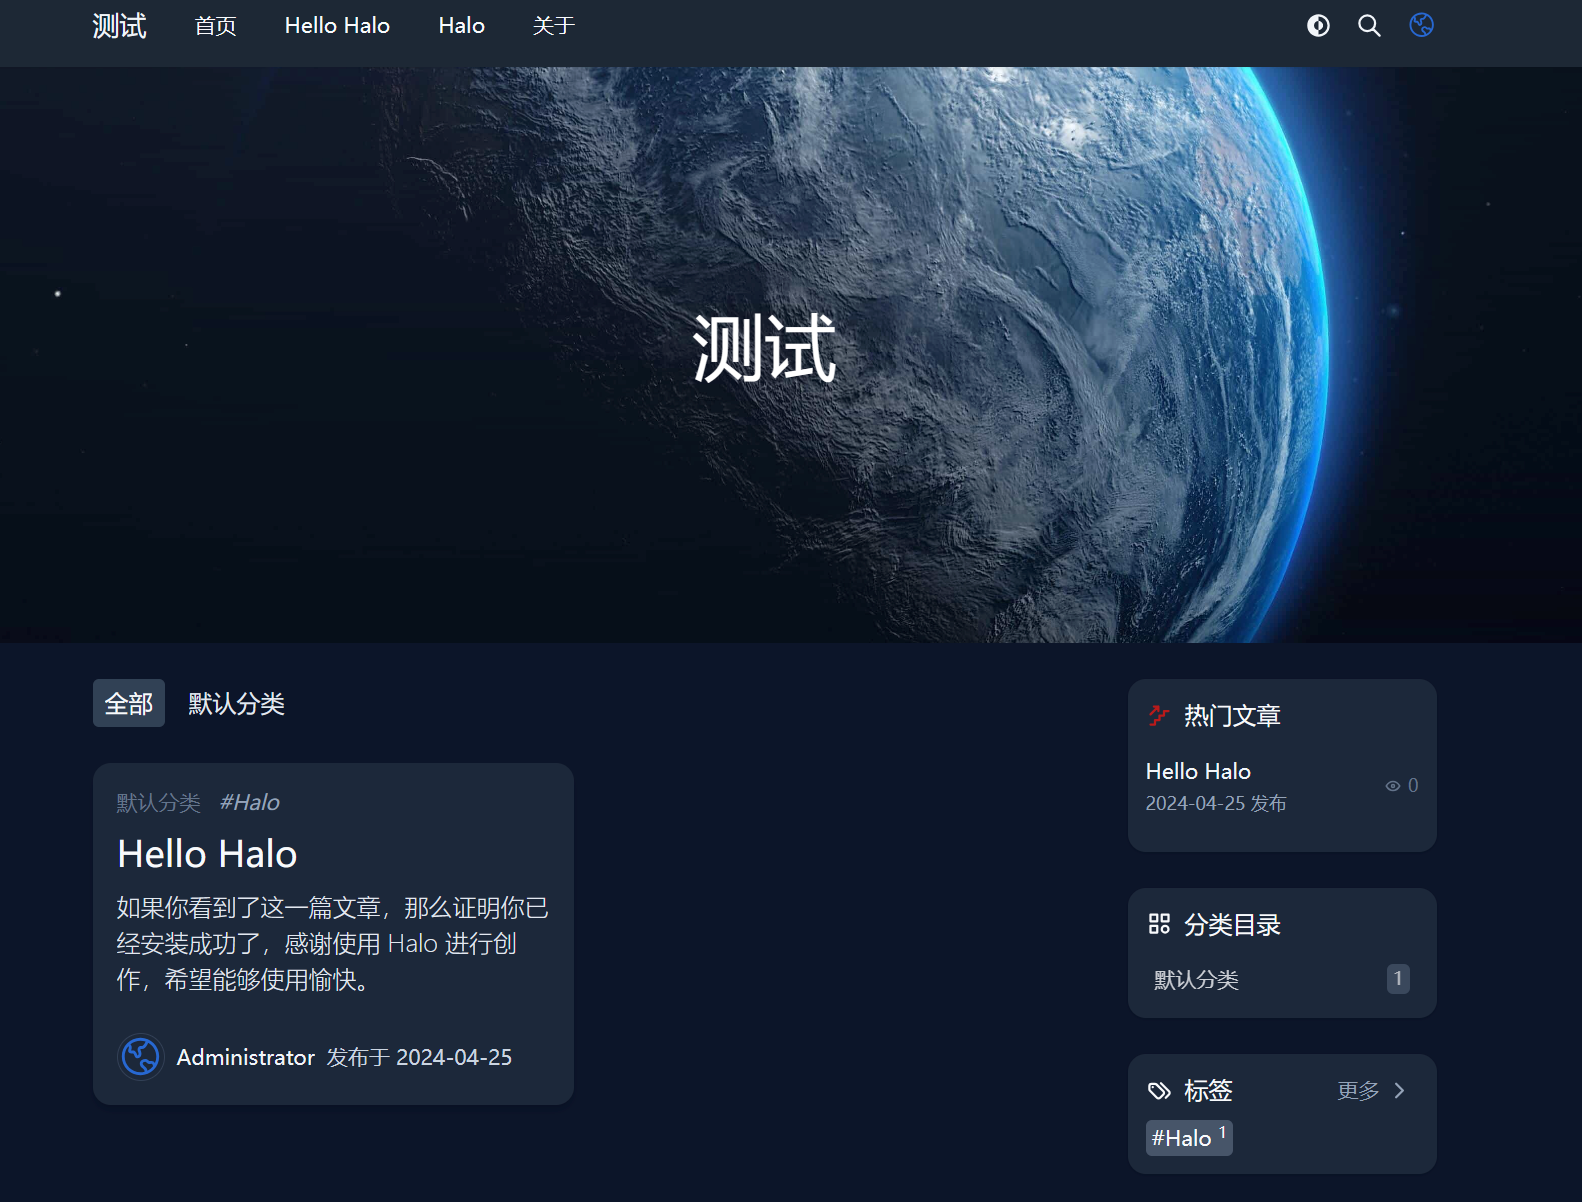 测试
首页
Hello Halo
Halo
关于
测试
全部
默认分类
默认分类 #Halo
Hello Halo
如果你看到了这一篇文章，那么证明你已
经安装成功了，感谢使用 Halo 进行创
作，希望能够使用愉快。
Administrator 发布于 2024-04-25
热门文章
Hello Halo
2024-04-25 发布
0
分类目录
默认分类
1
标签
更多
#Halo 1